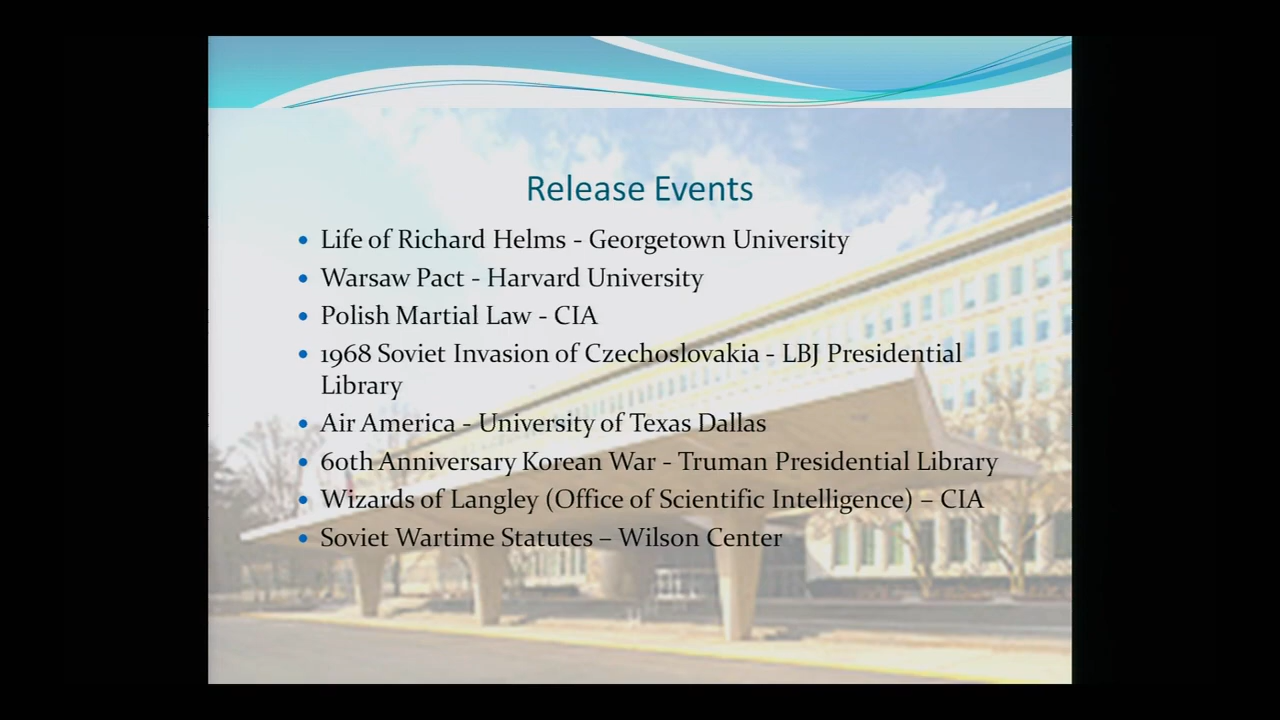 Release Events
• Life of Richard Helms - Georgetown University
• Warsaw Pact - Harvard University
• Polish Martial Law - CIA
• 1968 Soviet Invasion of Czechoslovakia - LBJ Presidential
Library
• Air America - University of Texas Dallas
• 60th Anniversary Korean War - Truman Presidential Library
• Wizards of Langley (Office of Scientific Intelligence) – CIA
• Soviet Wartime Statutes – Wilson Center